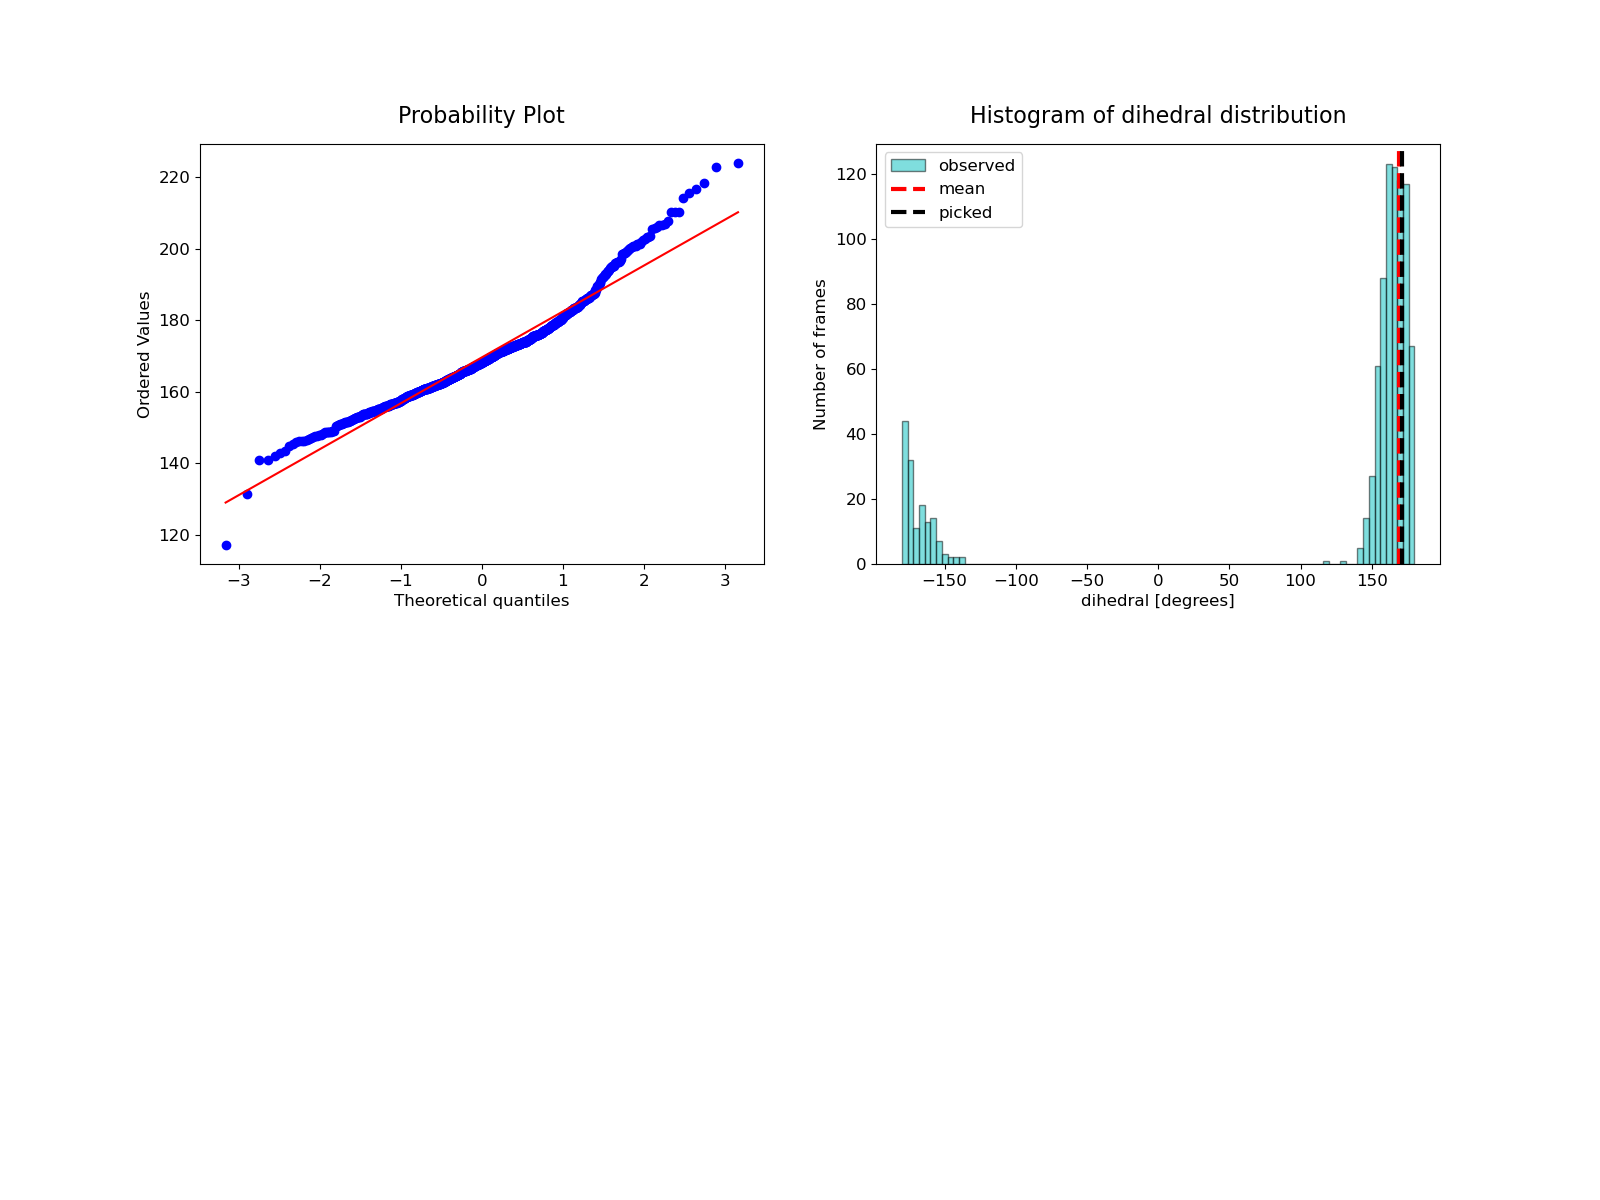 Probability Plot
Ordered Values
220
200
180
160
140
120
−3 −2 −1 0 1 2 3
Theoretical quantiles
Histogram of dihedral distribution
observed
mean
picked
Number of frames
120
100
80
60
40
20
0
−150 −100 −50 0 50 100 150
dihedral [degrees]